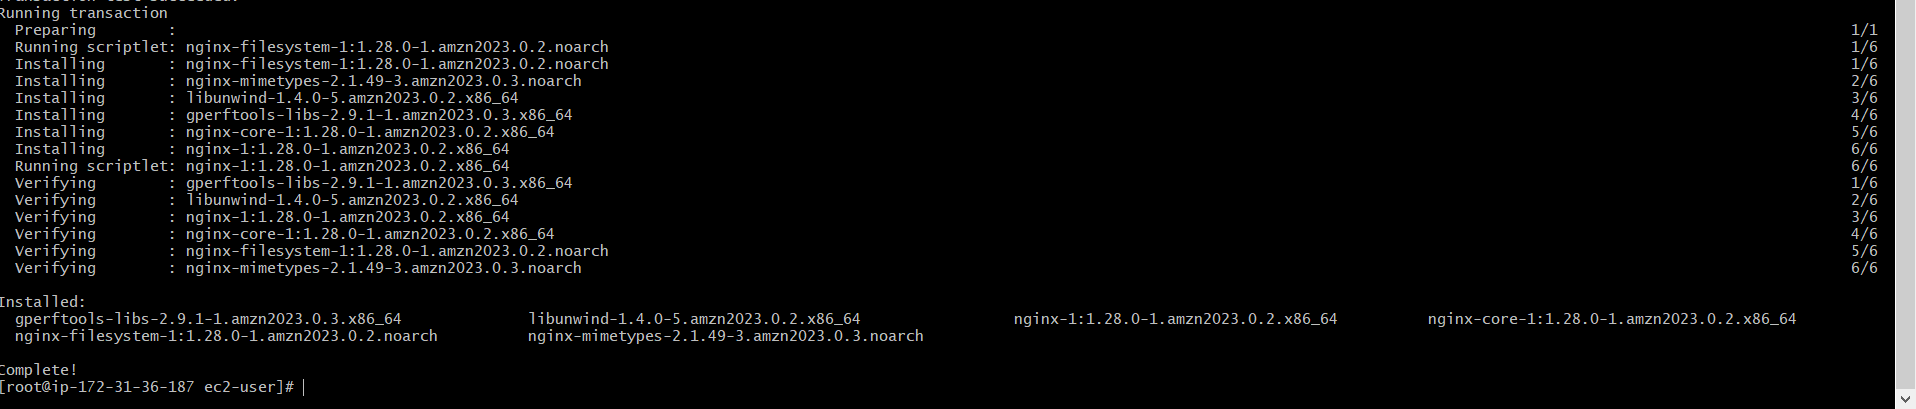 Running transaction
Preparing : 1/1
Running scriptlet: nginx-filesystem-1:1.28.0-1.amzn2023.0.2.noarch 1/6
Installing : nginx-filesystem-1:1.28.0-1.amzn2023.0.2.noarch 1/6
Installing : nginx-mimetypes-2.1.49-3.amzn2023.0.3.noarch 2/6
Installing : libunwind-1.4.0-5.amzn2023.0.2.x86_64 3/6
Installing : gperftools-libs-2.9.1-1.amzn2023.0.3.x86_64 4/6
Installing : nginx-core-1:1.28.0-1.amzn2023.0.2.x86_64 5/6
Installing : nginx-1:1.28.0-1.amzn2023.0.2.x86_64 6/6
Running scriptlet: nginx-1:1.28.0-1.amzn2023.0.2.x86_64 6/6
Verifying : gperftools-libs-2.9.1-1.amzn2023.0.3.x86_64 1/6
Verifying : libunwind-1.4.0-5.amzn2023.0.2.x86_64 2/6
Verifying : nginx-1:1.28.0-1.amzn2023.0.2.x86_64 3/6
Verifying : nginx-core-1:1.28.0-1.amzn2023.0.2.x86_64 4/6
Verifying : nginx-filesystem-1:1.28.0-1.amzn2023.0.2.noarch 5/6
Verifying : nginx-mimetypes-2.1.49-3.amzn2023.0.3.noarch 6/6
Installed:
gperftools-libs-2.9.1-1.amzn2023.0.3.x86_64 libunwind-1.4.0-5.amzn2023.0.2.x86_64 nginx-1:1.28.0-1.amzn2023.0.2.x86_64 nginx-core-1:1.28.0-1.amzn2023.0.2.x86_64
nginx-filesystem-1:1.28.0-1.amzn2023.0.2.noarch nginx-mimetypes-2.1.49-3.amzn2023.0.3.noarch
Complete!
[root@ip-172-31-36-187 ec2-user]#